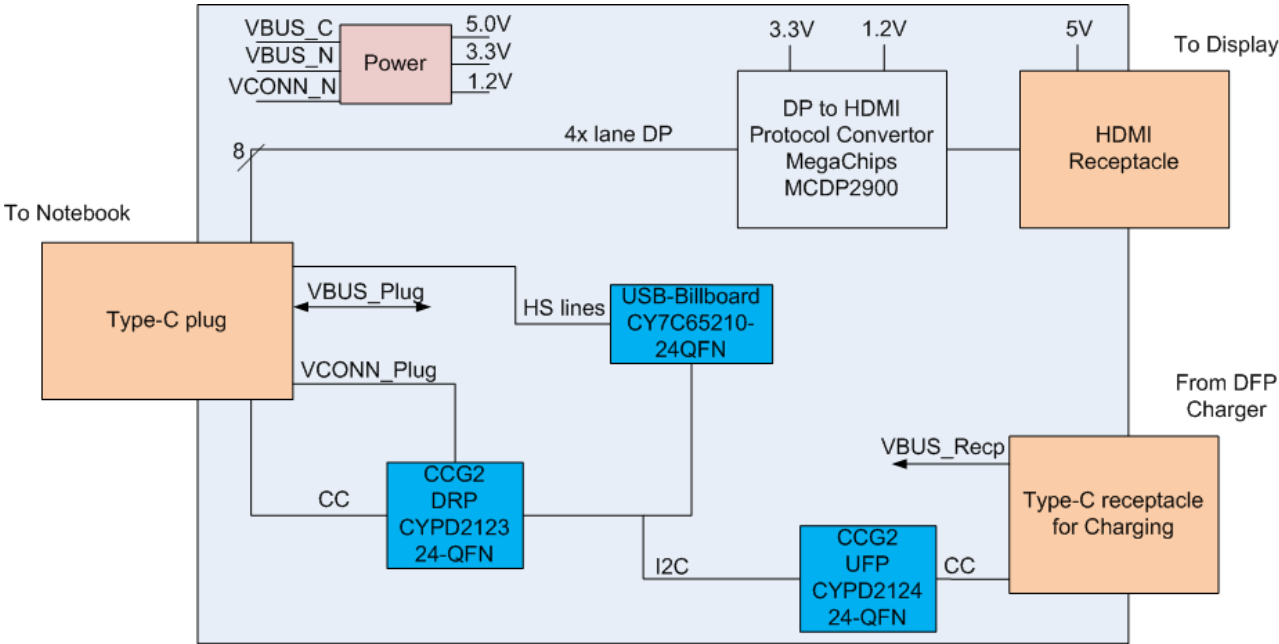 VBUS_C
VBUS_N
VCONN_N
Power
5.0V
3.3V
1.2V
3.3V
1.2V
5V
To Display
DP to HDMI
Protocol Convertor
MegaChips
MCDP2900
HDMI
Receptacle
4x lane DP
8
To Notebook
Type-C plug
VBUS_Plug
HS lines
USB-Billboard
CY7C65210-
24QFN
VCONN_Plug
From DFP
Charger
VBUS_Recp
Type-C receptacle
for Charging
CC
CCG2
DRP
CYPD2123
24-QFN
I2C
CCG2
UFP
CYPD2124
24-QFN
CC